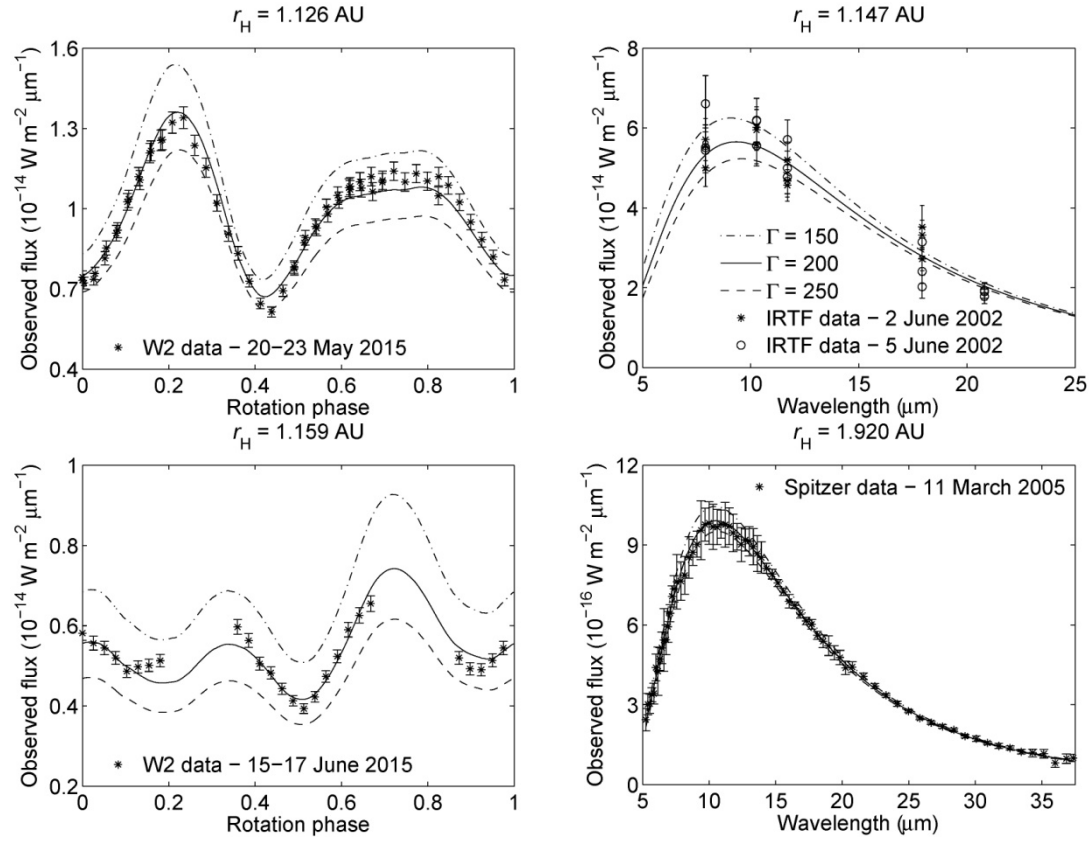 r_H = 1.126 AU
Observed flux (10⁻¹⁴ W m⁻² μm⁻¹)
1.6
1.3
1
0.7
0.4
W2 data − 20−23 May 2015
0 0.2 0.4 0.6 0.8 1
Rotation phase
r_H = 1.147 AU
Observed flux (10⁻¹⁴ W m⁻² μm⁻¹)
8
6
4
2
0
Γ = 150
Γ = 200
Γ = 250
IRTF data − 2 June 2002
IRTF data − 5 June 2002
5 10 15 20 25
Wavelength (μm)
r_H = 1.159 AU
Observed flux (10⁻¹⁴ W m⁻² μm⁻¹)
1
0.8
0.6
0.4
0.2
W2 data − 15−17 June 2015
0 0.2 0.4 0.6 0.8 1
Rotation phase
r_H = 1.920 AU
Observed flux (10⁻¹⁶ W m⁻² μm⁻¹)
12
9
6
3
0
Spitzer data − 11 March 2005
5 10 15 20 25 30 35
Wavelength (μm)